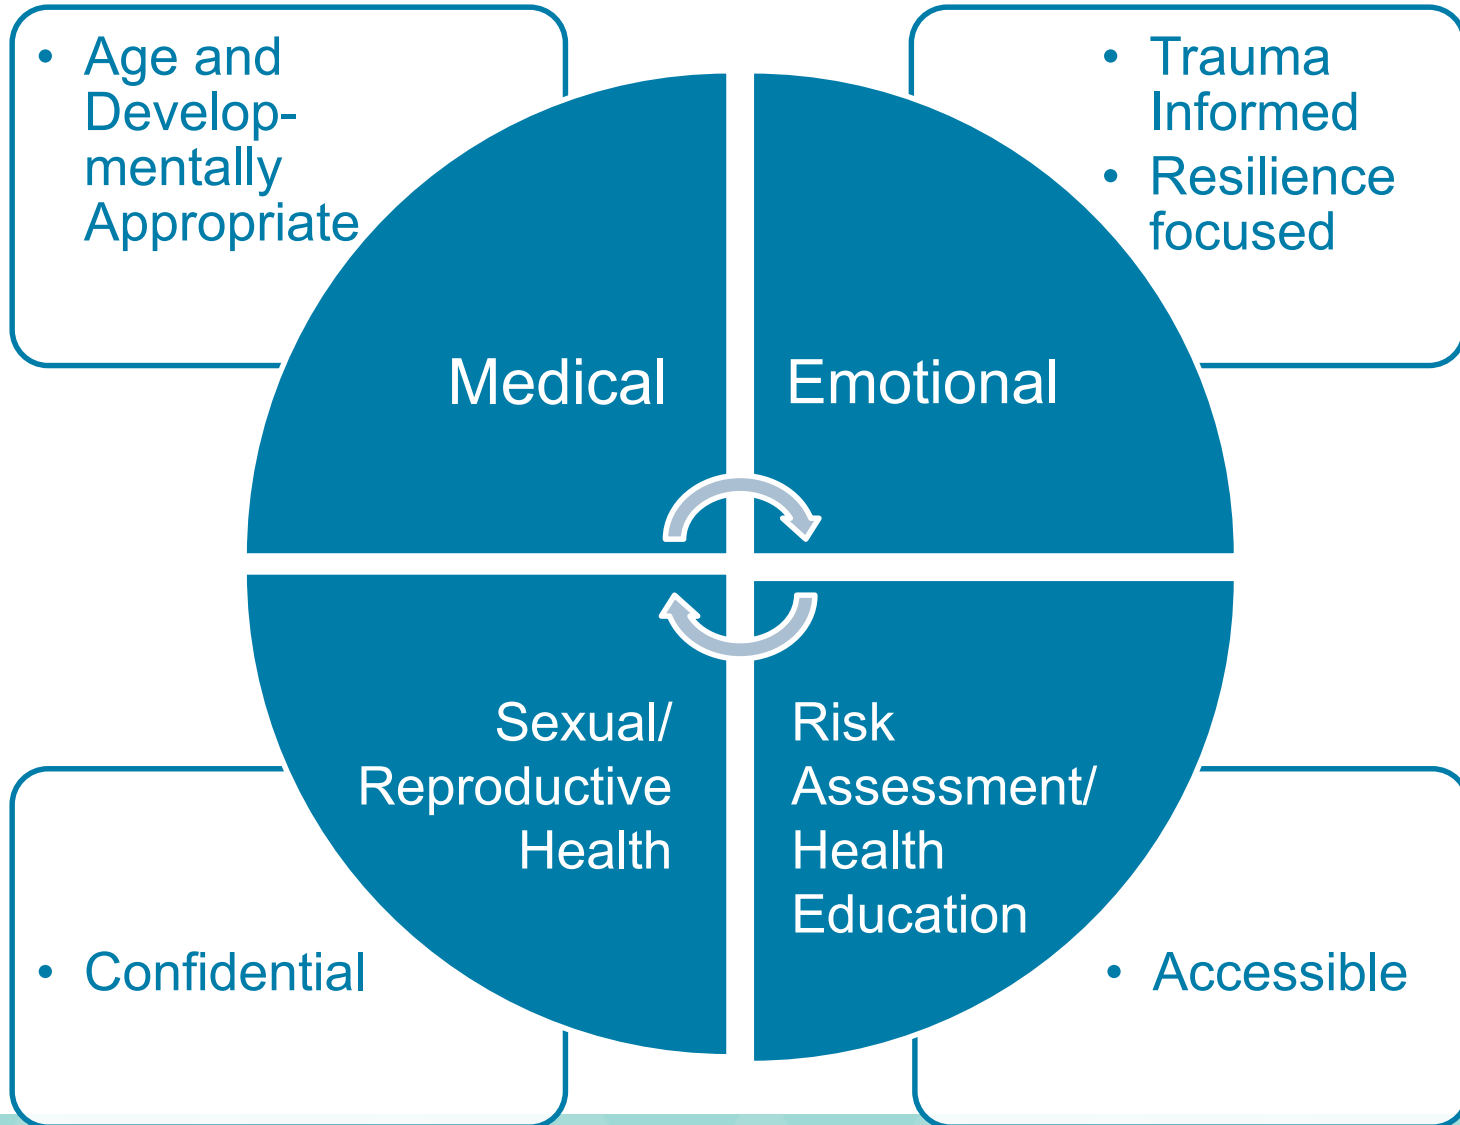 • Age and
Develop-
mentally
Appropriate
• Trauma
Informed
• Resilience
focused
Medical
Emotional
Sexual/
Reproductive
Health
Risk
Assessment/
Health
Education
• Confidential
• Accessible